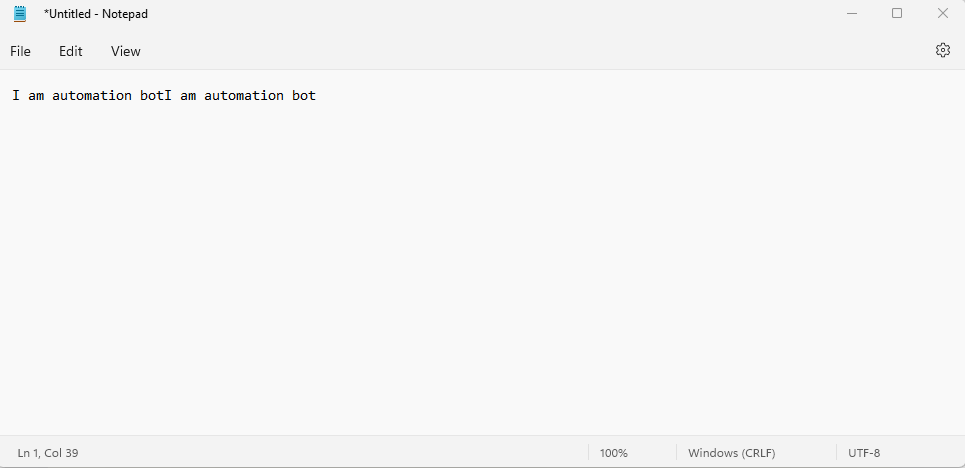 *Untitled - Notepad
File Edit View
I am automation botI am automation bot
Ln 1, Col 39 100% Windows (CRLF) UTF-8